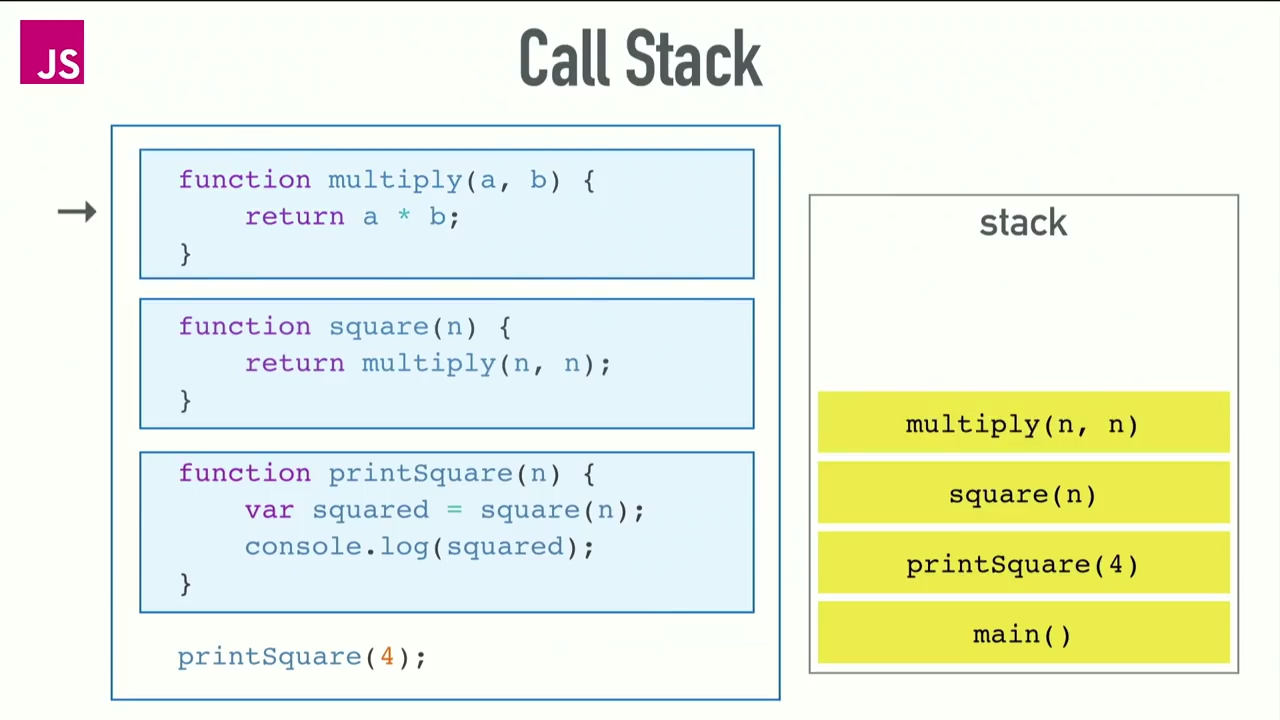 JS
Call Stack
function multiply(a, b) {
    return a * b;
}
function square(n) {
    return multiply(n, n);
}
function printSquare(n) {
    var squared = square(n);
    console.log(squared);
}
printSquare(4);
stack
multiply(n, n)
square(n)
printSquare(4)
main()